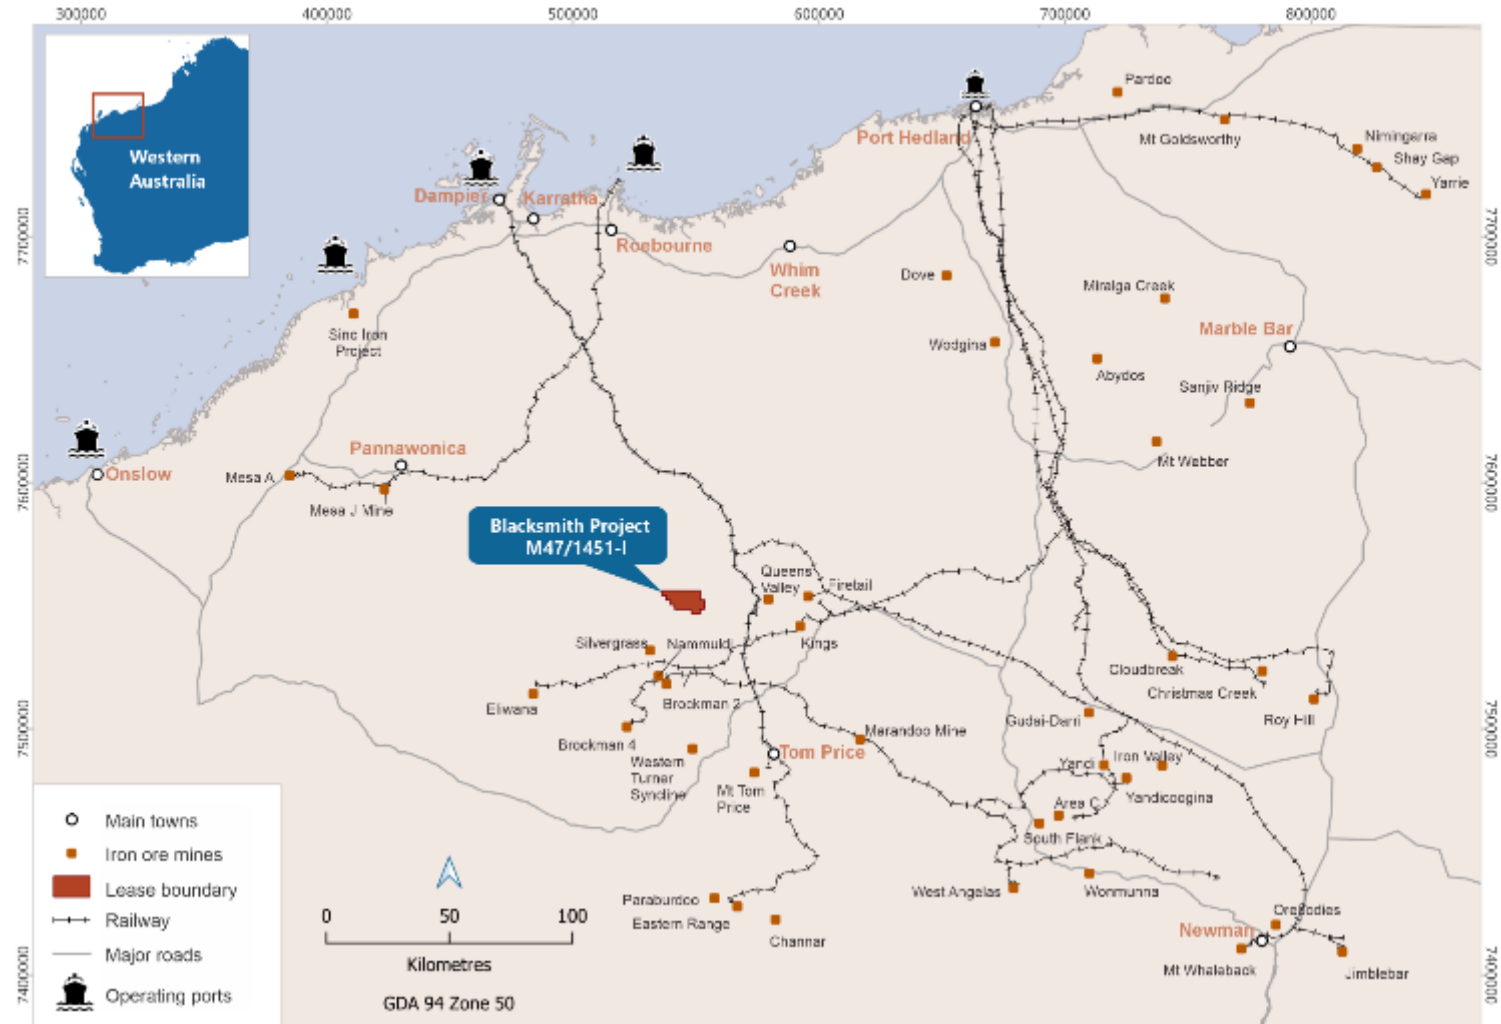 300000 400000 500000 600000 700000 800000
Pardoo
Port Hedland
Mt Goldsworthy
Nimingarra
Shay Gap
Yarrie
Western
Australia
Dampier
Karratha
Roebourne
Whim
Creek
7700000
7700000
Dove
Miralga Creek
Marble Bar
Sino Iron
Project
Wodgina
Abydos
Sanjiv Ridge
Pannawonica
Mt Webber
Onslow
Mesa A
Mesa J Mine
7600000
7600000
Blacksmith Project
M47/1451-I
Queens
Valley
Firetail
Silvergrass
Nammuldi
Kings
Cloudbreak
Christmas Creek
Roy Hill
Eliwana
Brockman 2
Gudai-Darri
Brockman 4
Marandoo Mine
Tom Price
7500000
7500000
Western
Turner
Syncline
Mt Tom
Price
Yandi
Iron Valley
Yandicoogina
Area C
South Flank
West Angelas
Wonmunna
Paraburdoo
Eastern Range
Channar
Orebodies
Newman
Mt Whaleback
Jimblebar
7400000
7400000
Main towns
Iron ore mines
Lease boundary
Railway
Major roads
Operating ports
0 50 100
Kilometres
GDA 94 Zone 50